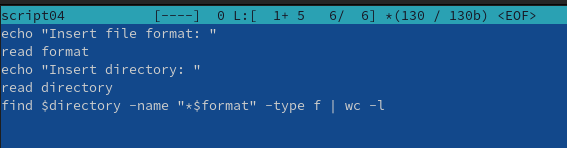 script04 [----] 0 L:[ 1+ 5 6/ 6] *(130 / 130b) <EOF>
echo "Insert file format: "
read format
echo "Insert directory: "
read directory
find $directory -name "*$format" -type f | wc -l